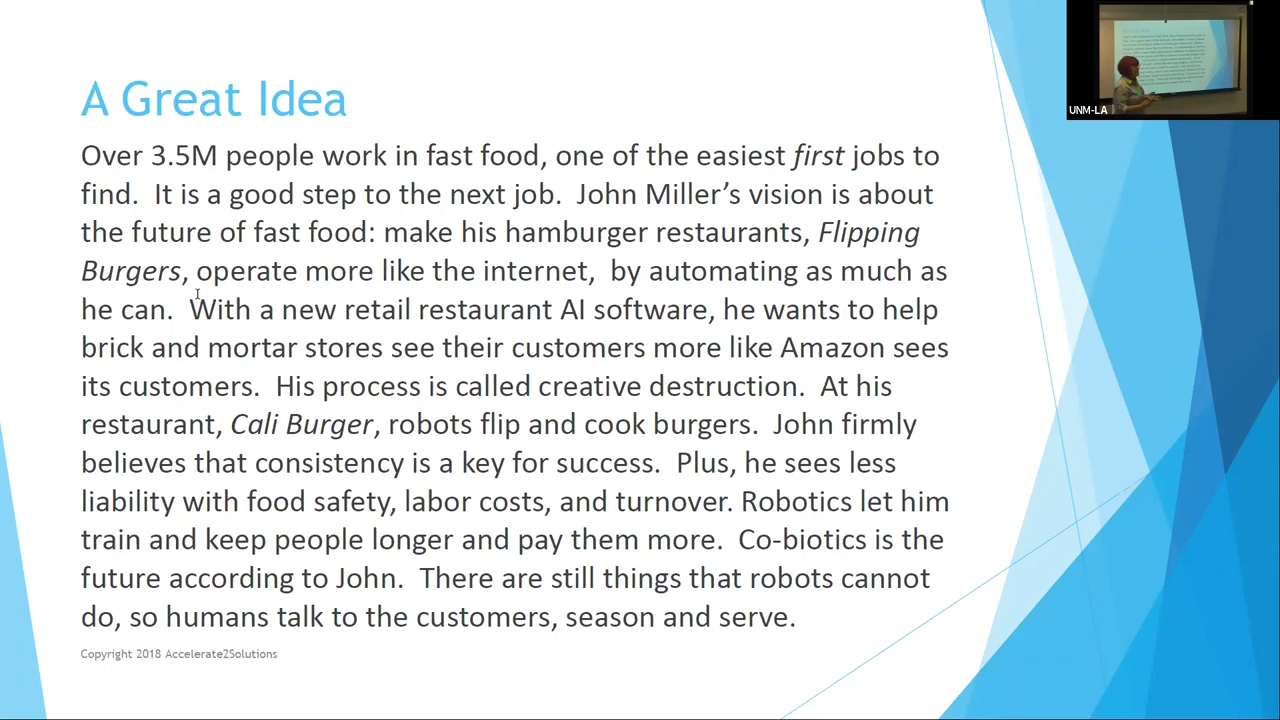 A Great Idea
Over 3.5M people work in fast food, one of the easiest first jobs to
find.  It is a good step to the next job.  John Miller’s vision is about
the future of fast food: make his hamburger restaurants, Flipping
Burgers, operate more like the internet,  by automating as much as
he can.  With a new retail restaurant AI software, he wants to help
brick and mortar stores see their customers more like Amazon sees
its customers.  His process is called creative destruction.  At his
restaurant, Cali Burger, robots flip and cook burgers.  John firmly
believes that consistency is a key for success.  Plus, he sees less
liability with food safety, labor costs, and turnover. Robotics let him
train and keep people longer and pay them more.  Co-biotics is the
future according to John.  There are still things that robots cannot
do, so humans talk to the customers, season and serve.
Copyright 2018 Accelerate2Solutions
UNM-LA